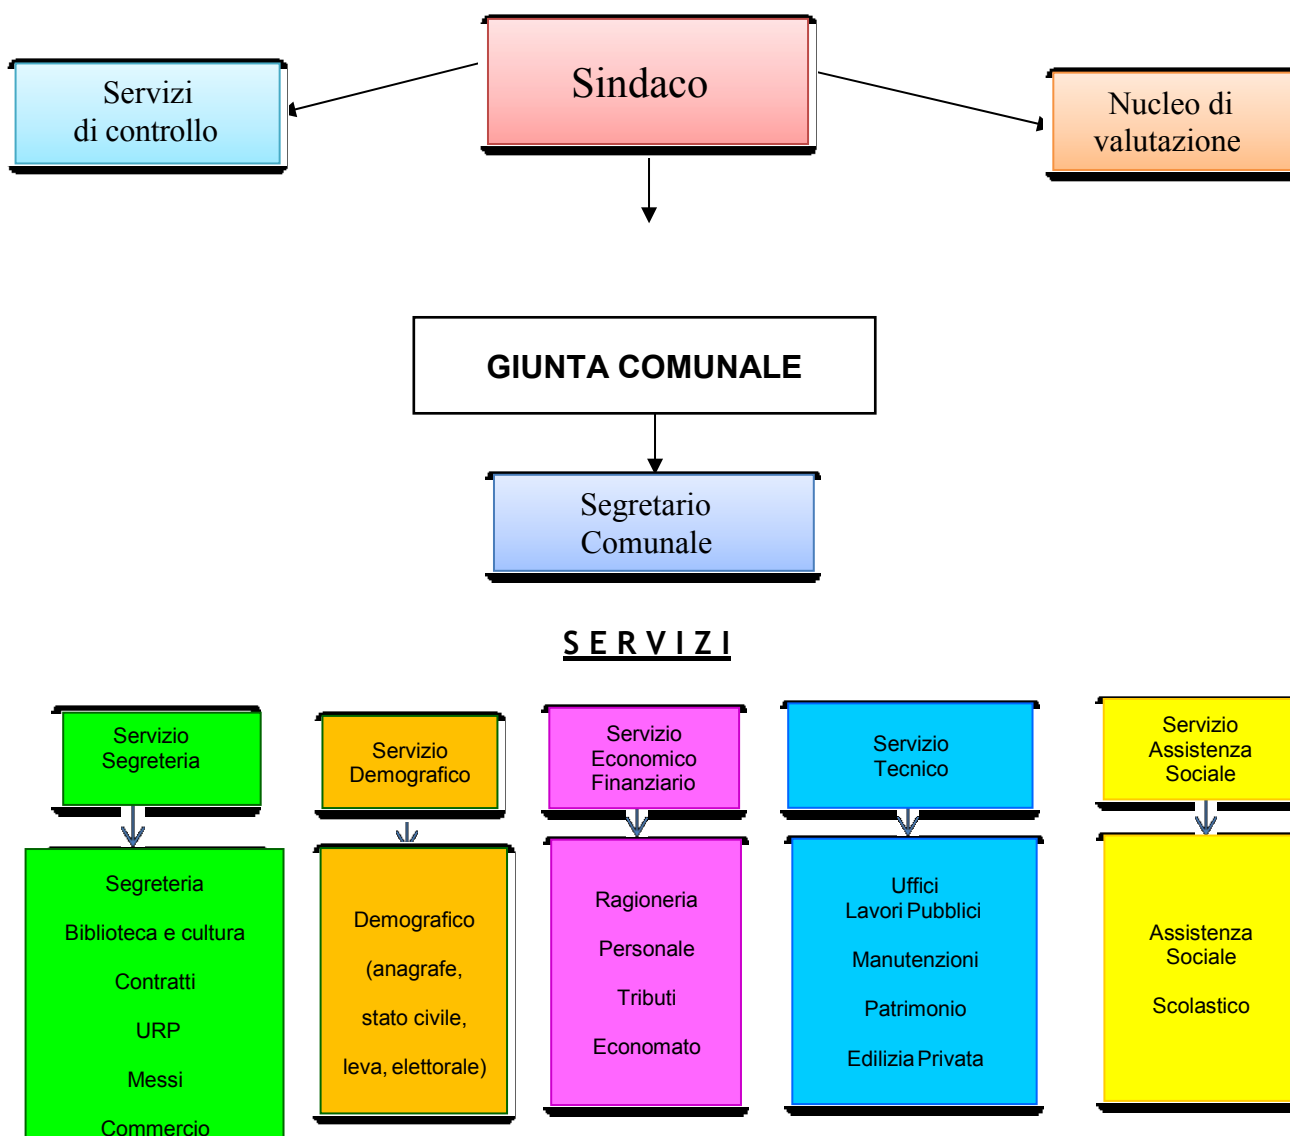 Sindaco
Servizi
di controllo
Nucleo di
valutazione
GIUNTA COMUNALE
Segretario
Comunale
S E R V I Z I
Servizio
Segreteria
Servizio
Demografico
Servizio
Economico
Finanziario
Servizio
Tecnico
Servizio
Assistenza
Sociale
Segreteria
Biblioteca e cultura
Contratti
URP
Messi
Commercio
Demografico
(anagrafe,
stato civile,
leva, elettorale)
Ragioneria
Personale
Tributi
Economato
Uffici
Lavori Pubblici
Manutenzioni
Patrimonio
Edilizia Privata
Assistenza
Sociale
Scolastico